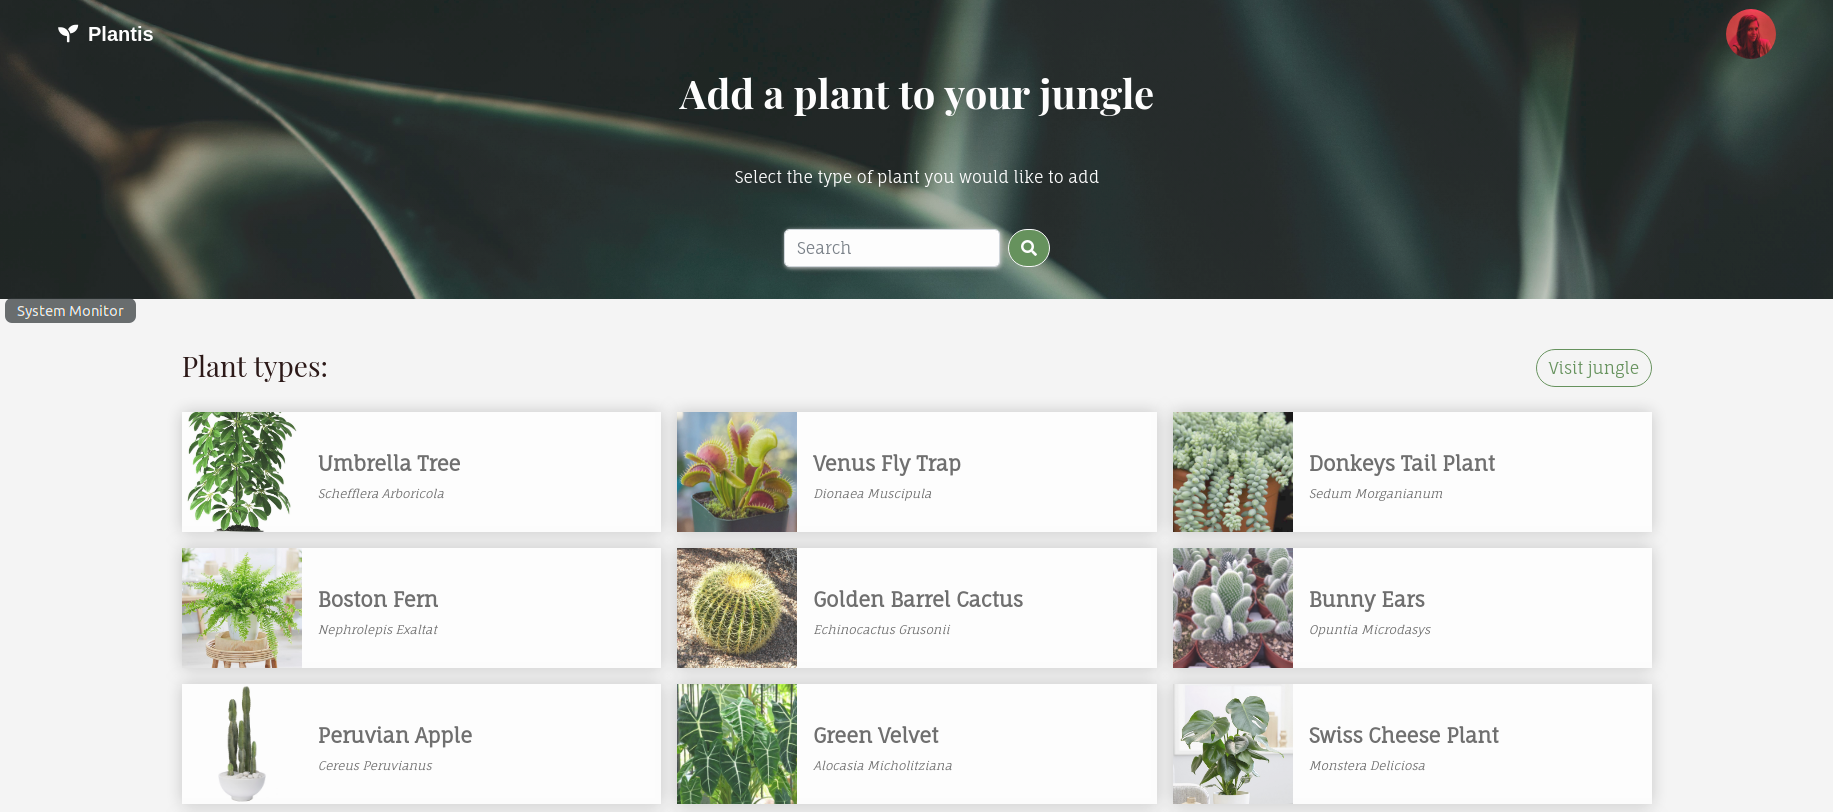 Plantis
Add a plant to your jungle
Select the type of plant you would like to add
Search
System Monitor
Plant types:
Visit jungle
Umbrella Tree
Schefflera Arboricola
Venus Fly Trap
Dionaea Muscipula
Donkeys Tail Plant
Sedum Morganianum
Boston Fern
Nephrolepis Exaltat
Golden Barrel Cactus
Echinocactus Grusonii
Bunny Ears
Opuntia Microdasys
Peruvian Apple
Cereus Peruvianus
Green Velvet
Alocasia Micholitziana
Swiss Cheese Plant
Monstera Deliciosa